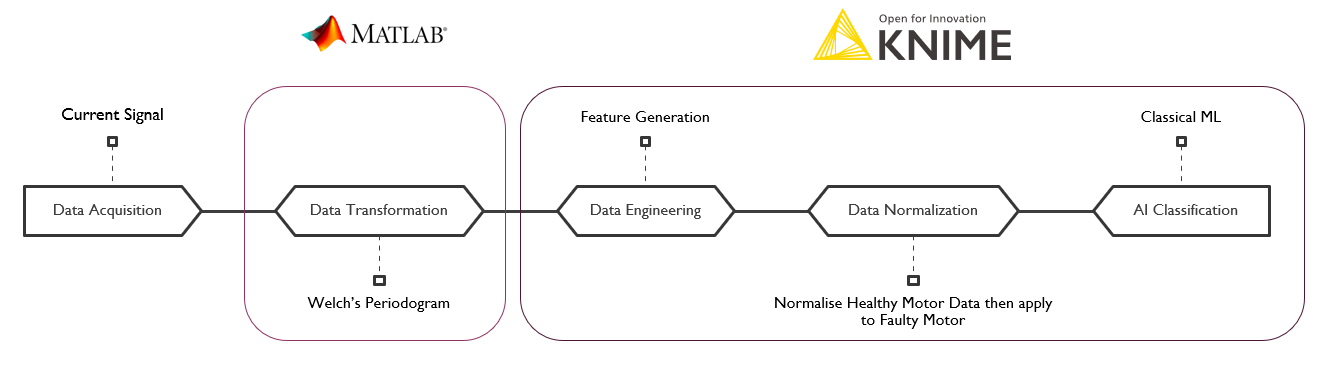 MATLAB®
Open for Innovation
KNIME
Current Signal
Feature Generation
Classical ML
Data Acquisition
Data Transformation
Data Engineering
Data Normalization
AI Classification
Welch's Periodogram
Normalise Healthy Motor Data then apply
to Faulty Motor